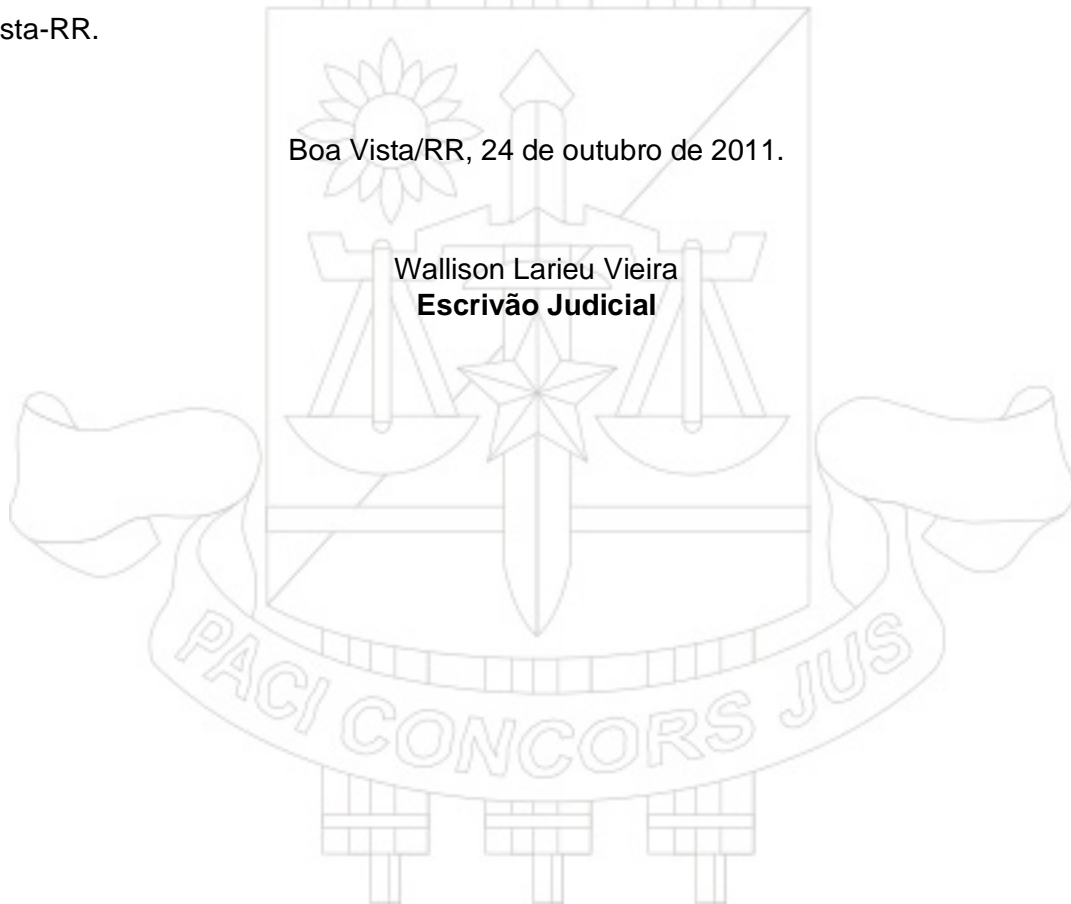 sta-RR.
Boa Vista/RR, 24 de outubro de 2011.
Wallison Larieu Vieira
Escrivão Judicial
PACI CONCORS JUS